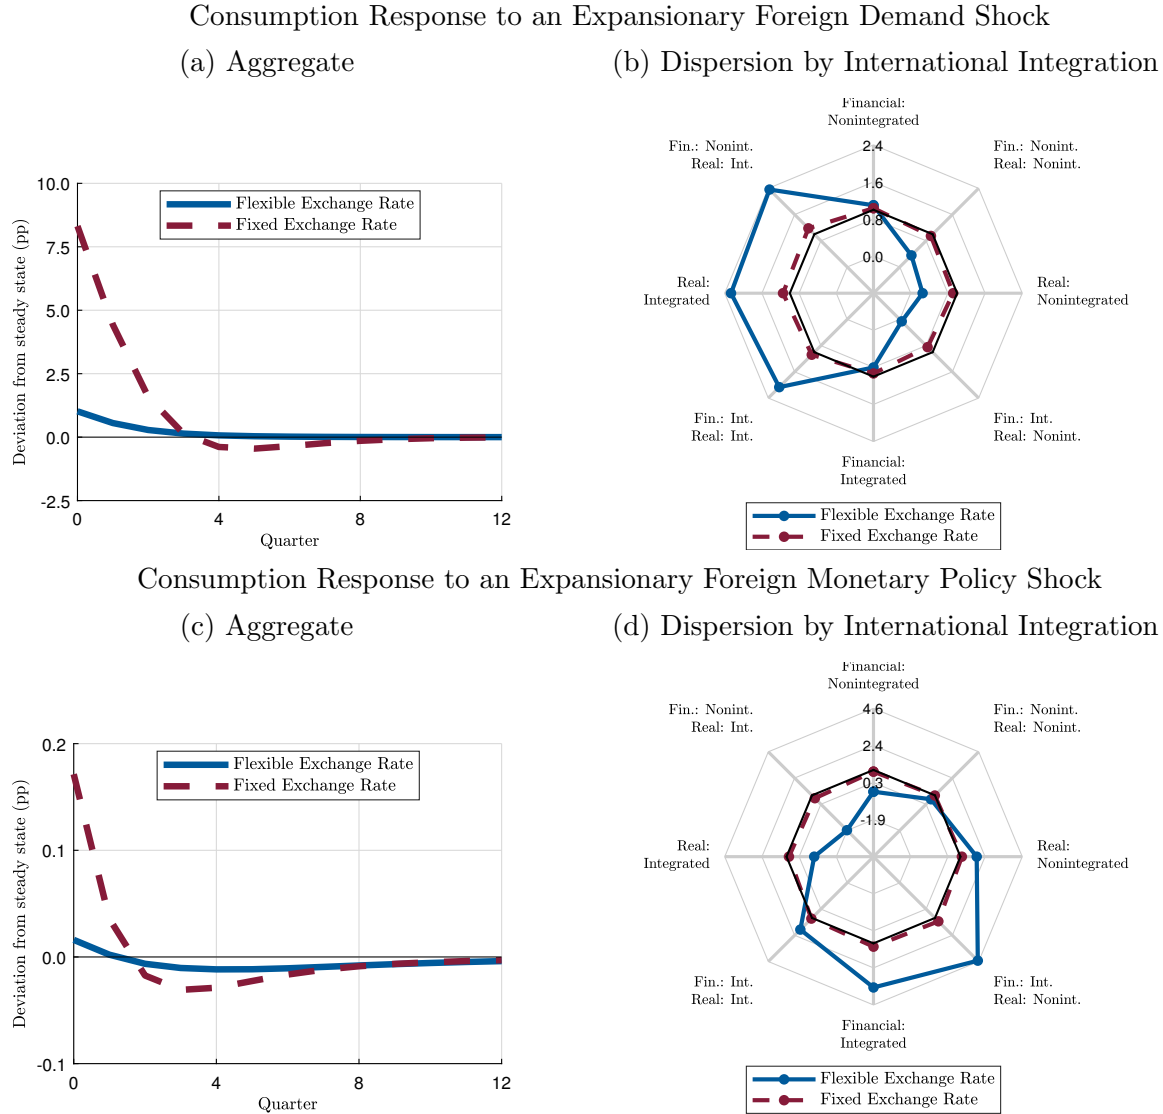 Consumption Response to an Expansionary Foreign Demand Shock
(a) Aggregate
(b) Dispersion by International Integration
Deviation from steady state (pp)
10.0
7.5
5.0
2.5
0.0
-2.5
0
4
8
12
Quarter
Flexible Exchange Rate
Fixed Exchange Rate
Financial:
Nonintegrated
Fin.: Nonint.
Real: Int.
Fin.: Nonint.
Real: Nonint.
2.4
1.6
0.8
0.0
Real:
Integrated
Real:
Nonintegrated
Fin.: Int.
Real: Int.
Fin.: Int.
Real: Nonint.
Financial:
Integrated
Flexible Exchange Rate
Fixed Exchange Rate
Consumption Response to an Expansionary Foreign Monetary Policy Shock
(c) Aggregate
(d) Dispersion by International Integration
Deviation from steady state (pp)
0.2
0.1
0.0
-0.1
0
4
8
12
Quarter
Flexible Exchange Rate
Fixed Exchange Rate
Financial:
Nonintegrated
Fin.: Nonint.
Real: Int.
Fin.: Nonint.
Real: Nonint.
4.6
2.4
0.3
-1.9
Real:
Integrated
Real:
Nonintegrated
Fin.: Int.
Real: Int.
Fin.: Int.
Real: Nonint.
Financial:
Integrated
Flexible Exchange Rate
Fixed Exchange Rate